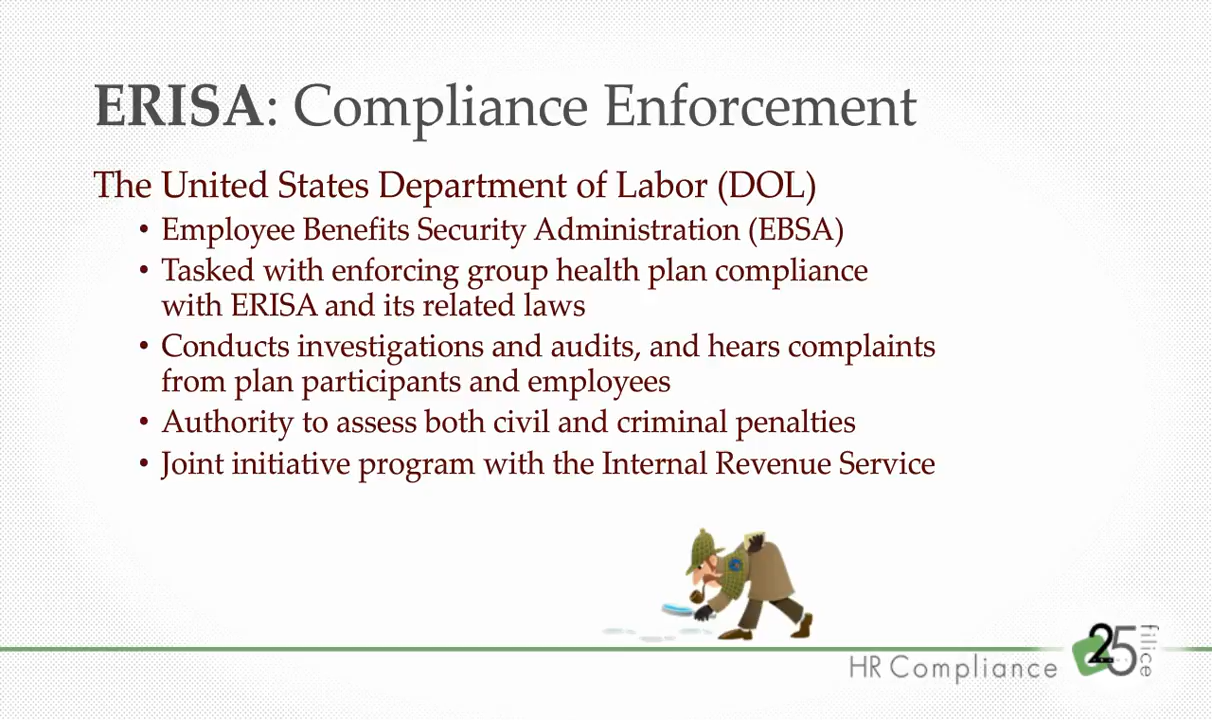 ERISA: Compliance Enforcement
The United States Department of Labor (DOL)
• Employee Benefits Security Administration (EBSA)
• Tasked with enforcing group health plan compliance
with ERISA and its related laws
• Conducts investigations and audits, and hears complaints
from plan participants and employees
• Authority to assess both civil and criminal penalties
• Joint initiative program with the Internal Revenue Service
HR Compliance
25
filice